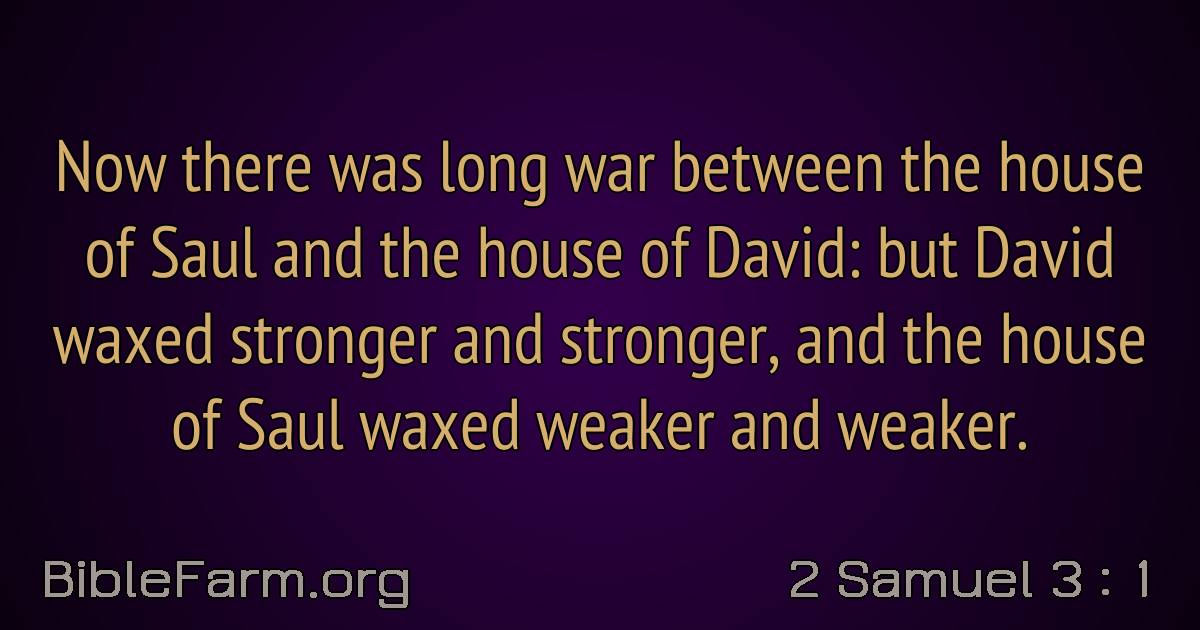 Now there was long war between the house
of Saul and the house of David: but David
waxed stronger and stronger, and the house
of Saul waxed weaker and weaker.
BibleFarm.org
2 Samuel 3 : 1